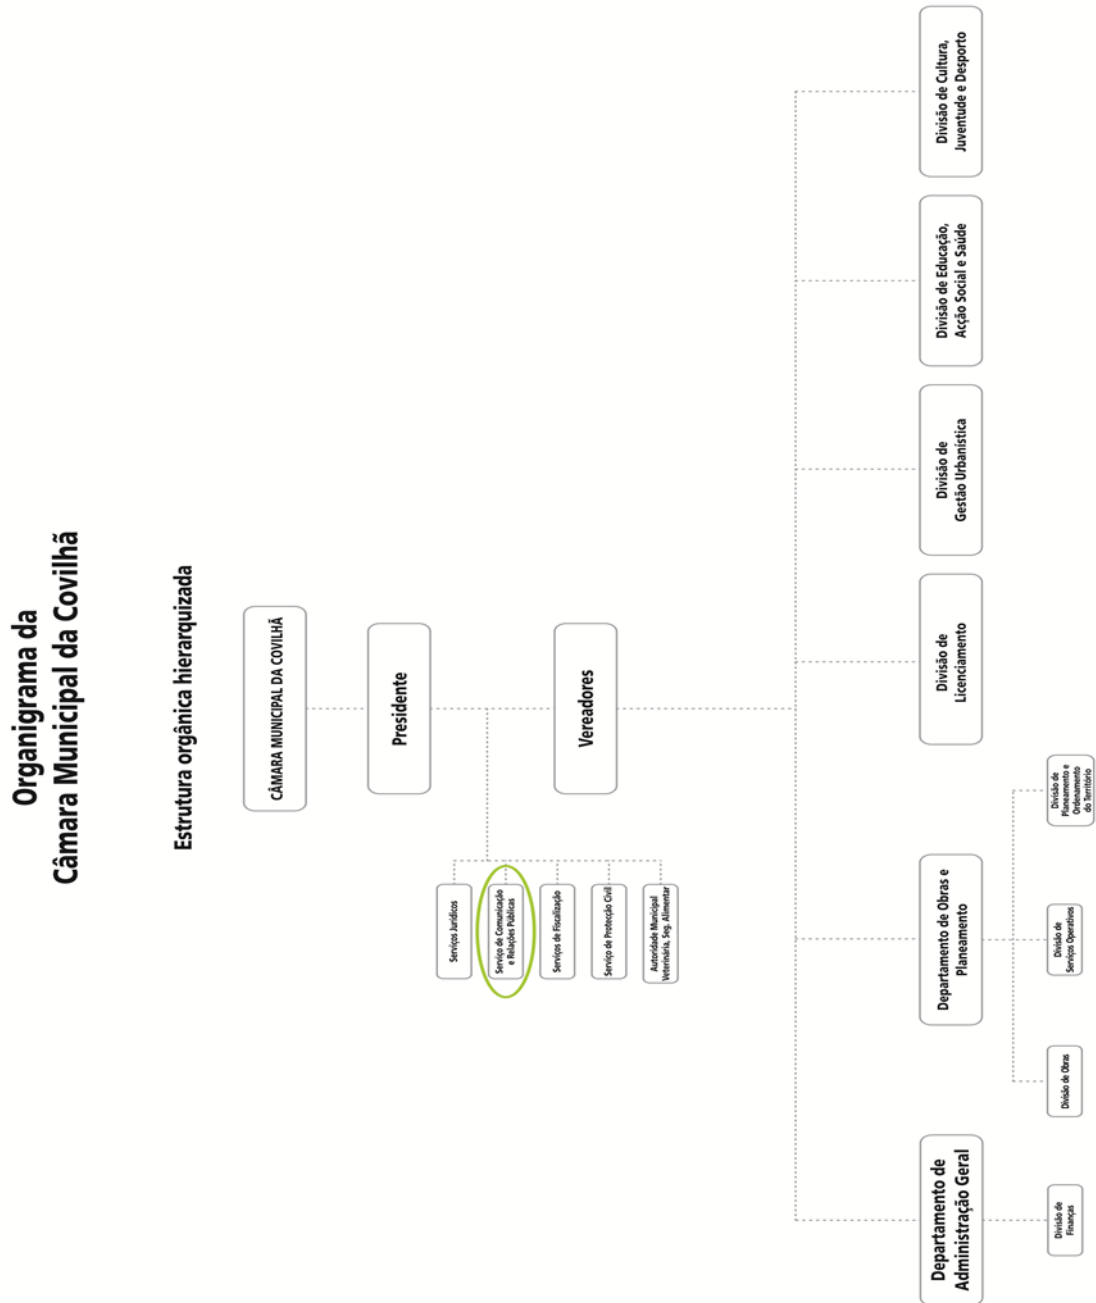 Organigrama da
Câmara Municipal da Covilhã
Estrutura orgânica hierarquizada
CÂMARA MUNICIPAL DA COVILHÃ
Presidente
Serviços Jurídicos
Serviço de Comunicação
e Relações Públicas
Serviços de Fiscalização
Serviço de Protecção Civil
Autoridade Municipal
Veterinária, Seg. Alimentar
Vereadores
Departamento de
Administração Geral
Departamento de Obras e
Planeamento
Divisão de
Licenciamento
Divisão de
Gestão Urbanística
Divisão de Educação,
Acção Social e Saúde
Divisão de Cultura,
Juventude e Desporto
Divisão de
Finanças
Divisão de Obras
Divisão de
Serviços Operativos
Divisão de
Planeamento e
Ordenamento
do Território